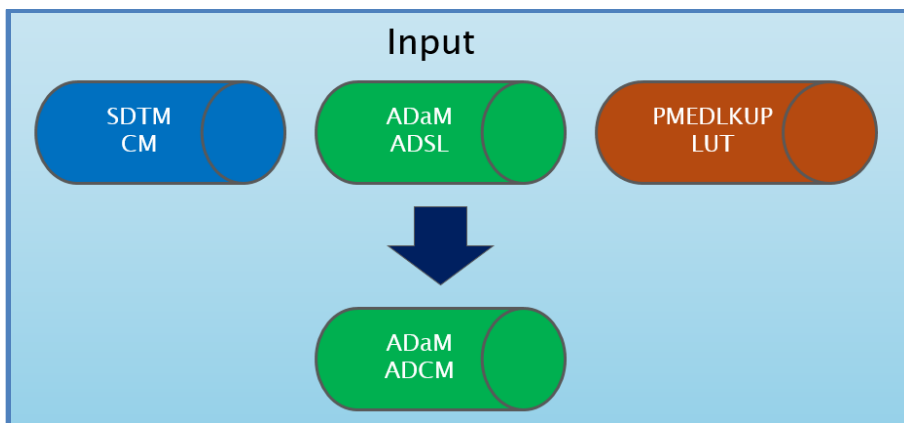 Input
SDTM
CM
ADaM
ADSL
PMEDLKUP
LUT
ADaM
ADCM